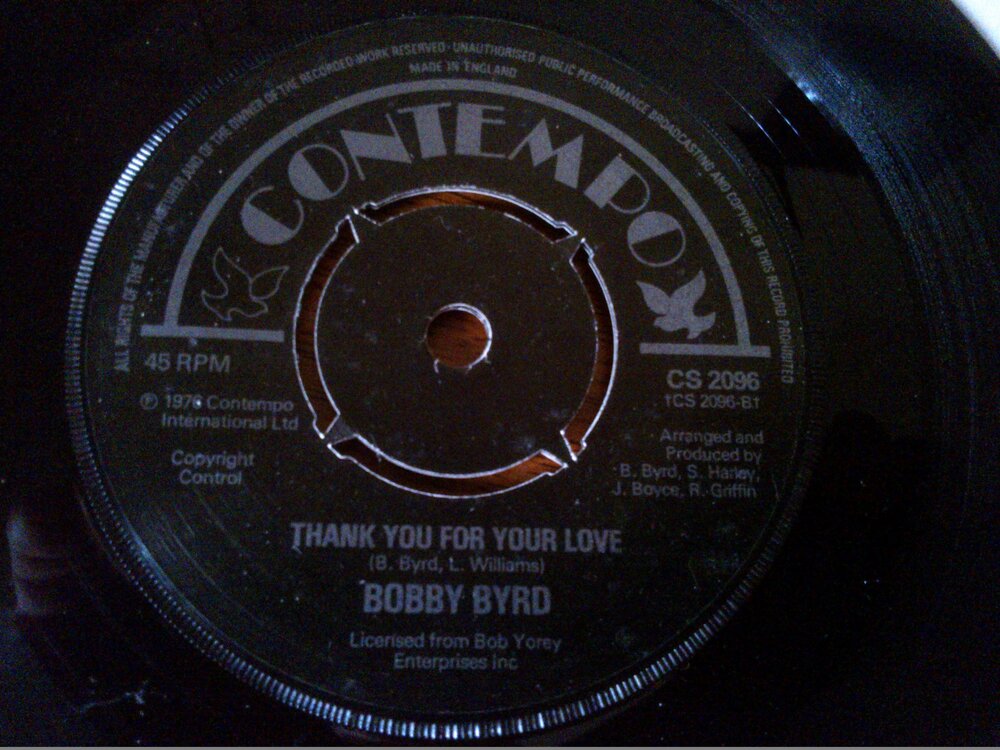 ALL RIGHTS OF THE MANUFACTURER AND OF THE OWNER OF THE RECORDED WORK RESERVED · UNAUTHORISED PUBLIC PERFORMANCE BROADCASTING AND COPYING OF THIS RECORD PROHIBITED
MADE IN ENGLAND
CONTEMPO
45 RPM
℗ 1976 Contempo
International Ltd
Copyright
Control
CS 2096
†CS 2096-B†
Arranged and
Produced by
B. Byrd, S. Harley,
J. Boyce, R. Griffin
THANK YOU FOR YOUR LOVE
(B. Byrd, L. Williams)
BOBBY BYRD
Licensed from Bob Yorey
Enterprises Inc